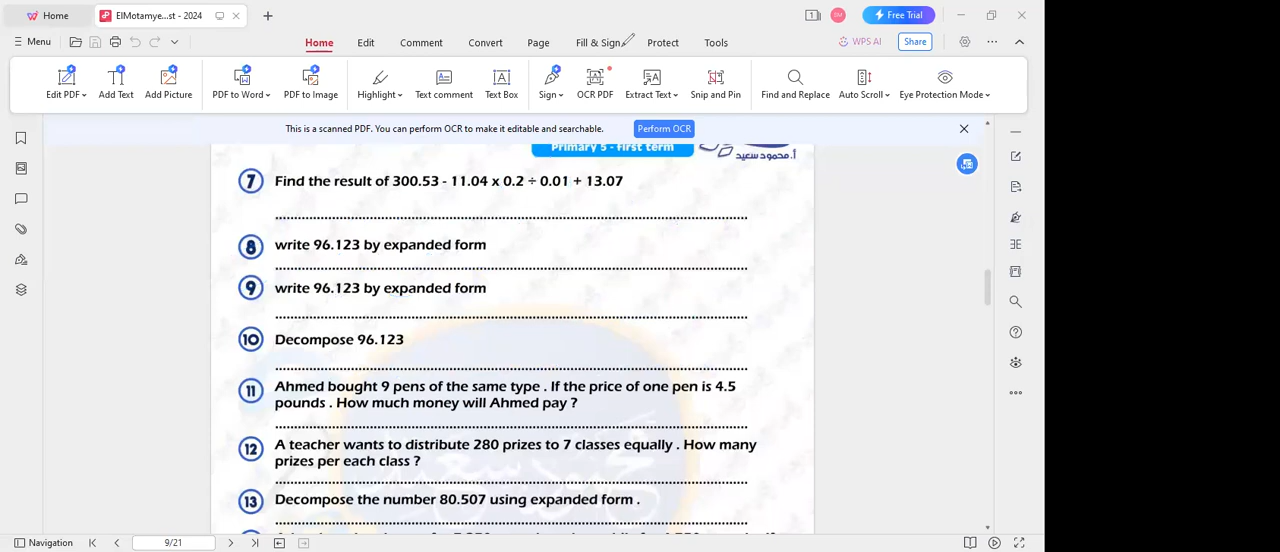 Home
ElMotamye...st - 2024
1
DM
Free Trial
Menu
Home
Edit
Comment
Convert
Page
Fill & Sign
Protect
Tools
WPS AI
Share
Edit PDF
Add Text
Add Picture
PDF to Word
PDF to Image
Highlight
Text comment
Text Box
Sign
OCR PDF
Extract Text
Snip and Pin
Find and Replace
Auto Scroll
Eye Protection Mode
This is a scanned PDF. You can perform OCR to make it editable and searchable.
Perform OCR
Primary 5 - first term
أ. محمود سعيد
7 Find the result of 300.53 - 11.04 x 0.2 ÷ 0.01 + 13.07
8 write 96.123 by expanded form
9 write 96.123 by expanded form
10 Decompose 96.123
11 Ahmed bought 9 pens of the same type . If the price of one pen is 4.5
pounds . How much money will Ahmed pay ?
12 A teacher wants to distribute 280 prizes to 7 classes equally . How many
prizes per each class ?
13 Decompose the number 80.507 using expanded form .
Navigation
9/21